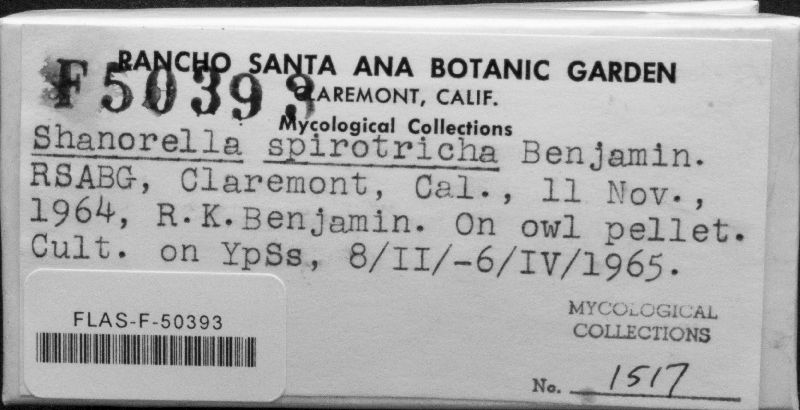 RANCHO SANTA ANA BOTANIC GARDEN
F50393
CLAREMONT, CALIF.
Mycological Collections
Shanorella spirotricha Benjamin.
RSABG, Claremont, Cal., 11 Nov.,
1964, R.K.Benjamin. On owl pellet.
Cult. on YpSs, 8/II/-6/IV/1965.
FLAS-F-50393
MYCOLOGICAL
COLLECTIONS
No. 1517